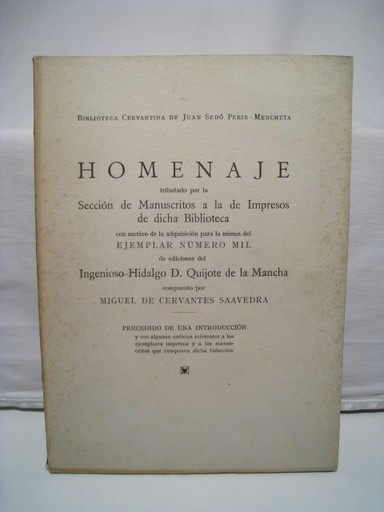 BIBLIOTECA CERVANTINA DE JUAN SEDÓ PERIS-MENCHETA
HOMENAJE
tributado por la
Sección de Manuscritos a la de Impresos
de dicha Biblioteca
con motivo de la adquisición para la misma del
EJEMPLAR NÚMERO MIL
de ediciones del
Ingenioso Hidalgo D. Quijote de la Mancha
compuesto por
MIGUEL DE CERVANTES SAAVEDRA
PRECEDIDO DE UNA INTRODUCCIÓN
y con algunas noticias referentes a los
ejemplares impresos y a los manus-
critos que componen dicha Colección